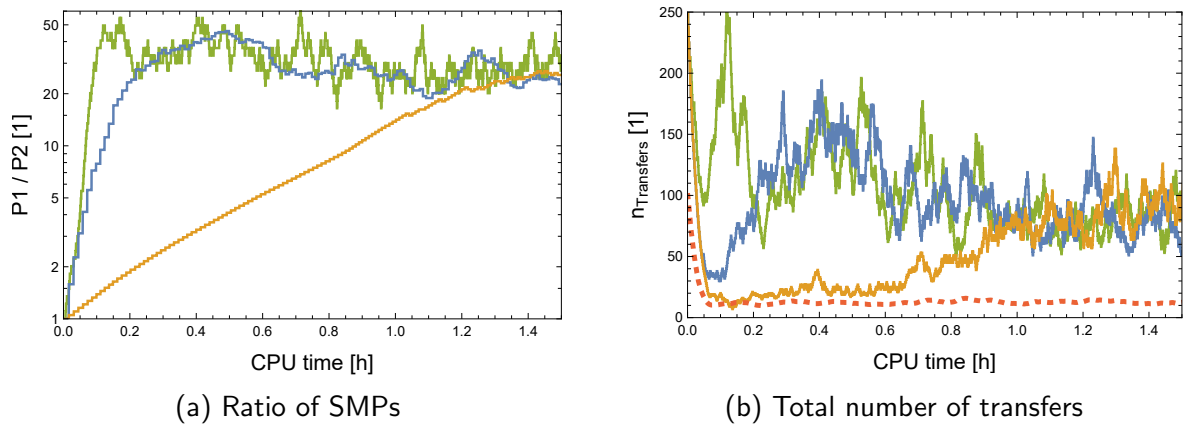 50
20
10
5
2
1
P1 / P2 [1]
0.0 0.2 0.4 0.6 0.8 1.0 1.2 1.4
CPU time [h]
(a) Ratio of SMPs
250
200
150
100
50
0
nTransfers [1]
0.0 0.2 0.4 0.6 0.8 1.0 1.2 1.4
CPU time [h]
(b) Total number of transfers